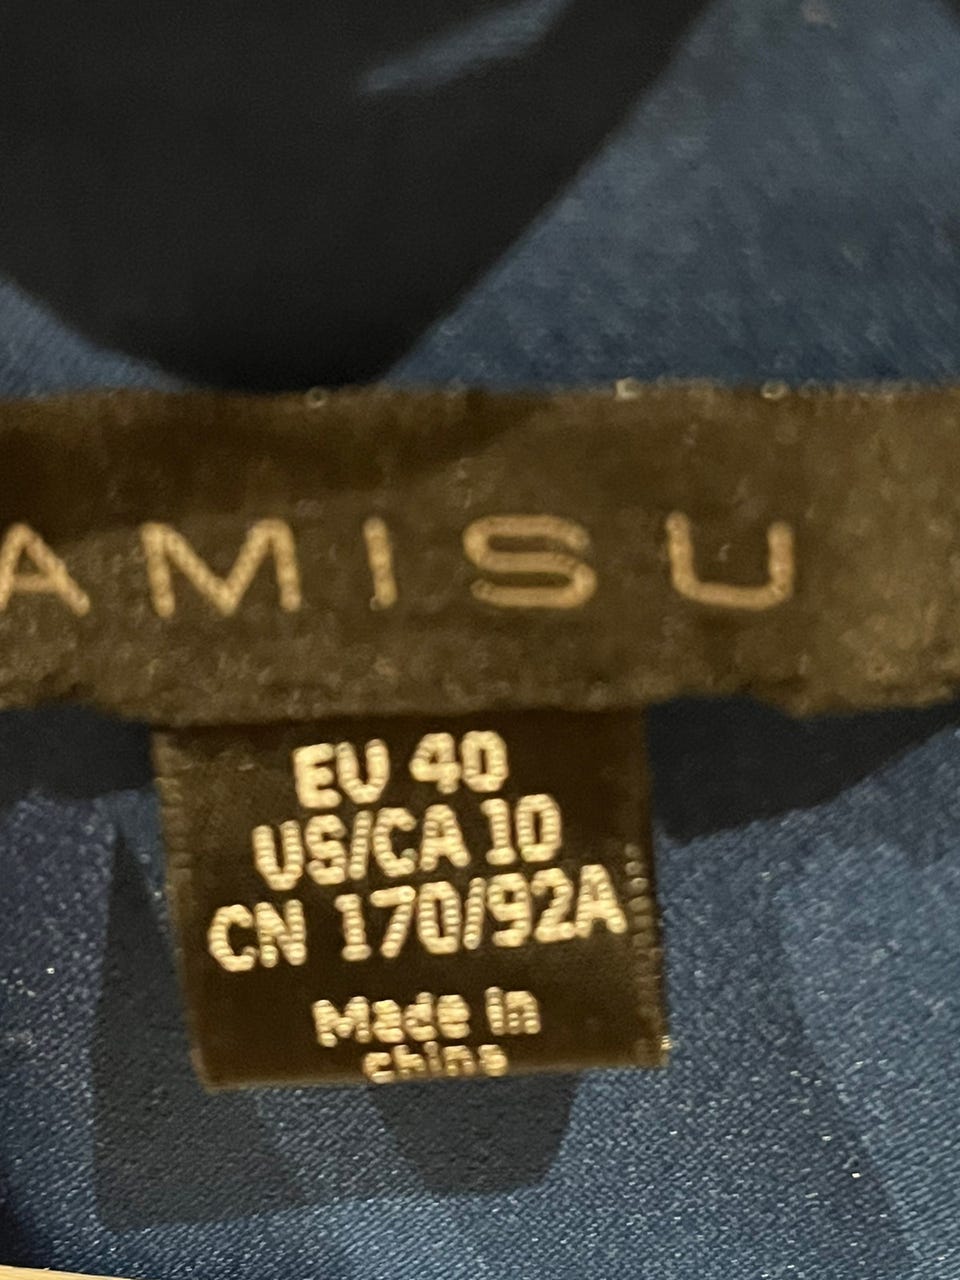 AMISU
EU 40
US/CA 10
CN 170/92A
Made in
china